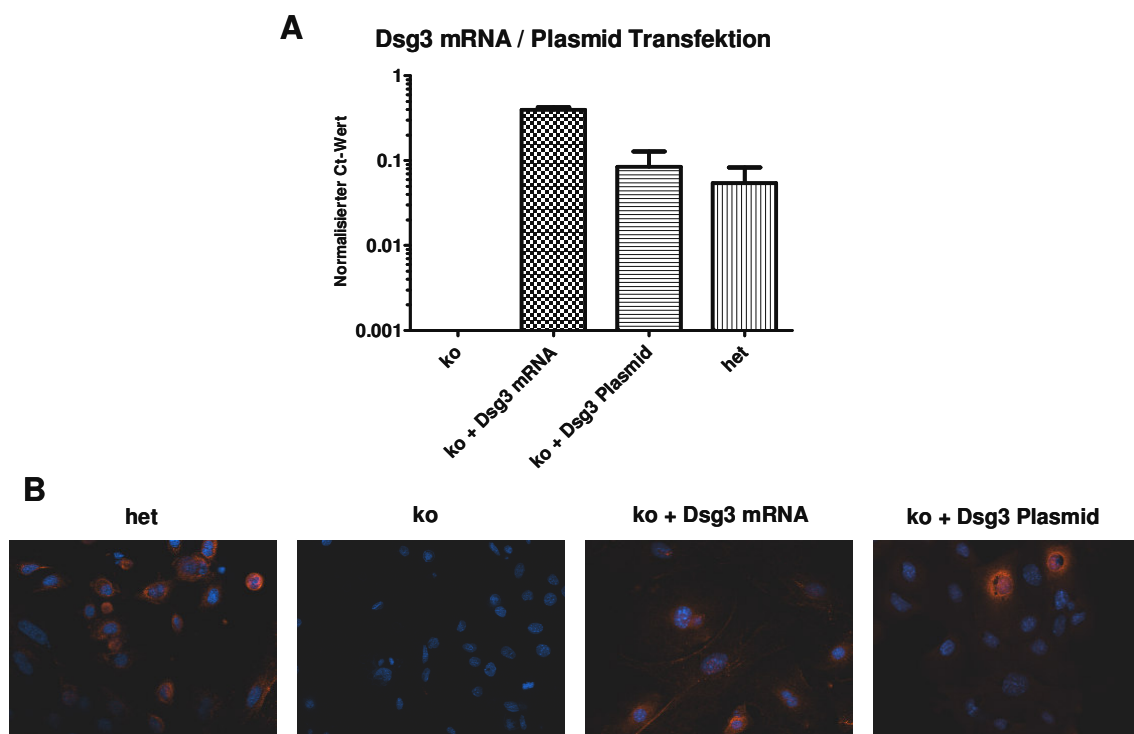 A
Dsg3 mRNA / Plasmid Transfektion
Normalisierter Ct-Wert
1
0.1
0.01
0.001
ko
ko + Dsg3 mRNA
ko + Dsg3 Plasmid
het
B
het
ko
ko + Dsg3 mRNA
ko + Dsg3 Plasmid